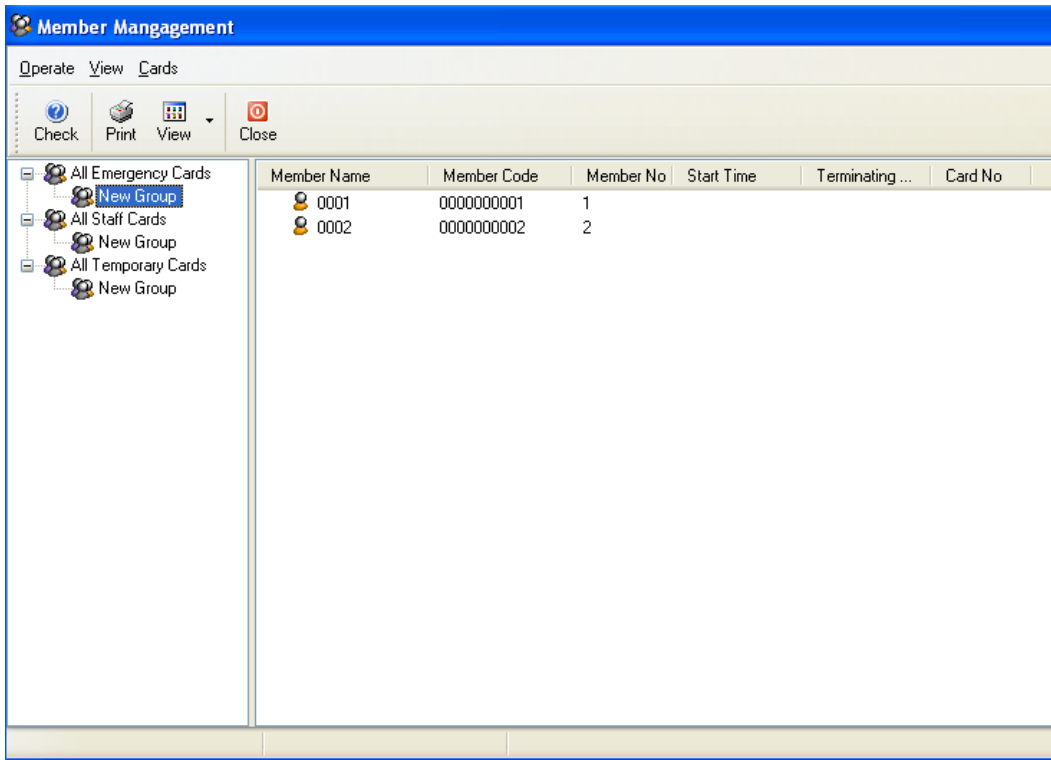 Member Mangagement
Operate View Cards
Check Print View Close
All Emergency Cards
New Group
All Staff Cards
New Group
All Temporary Cards
New Group
Member Name Member Code Member No Start Time Terminating ... Card No
0001 0000000001 1
0002 0000000002 2